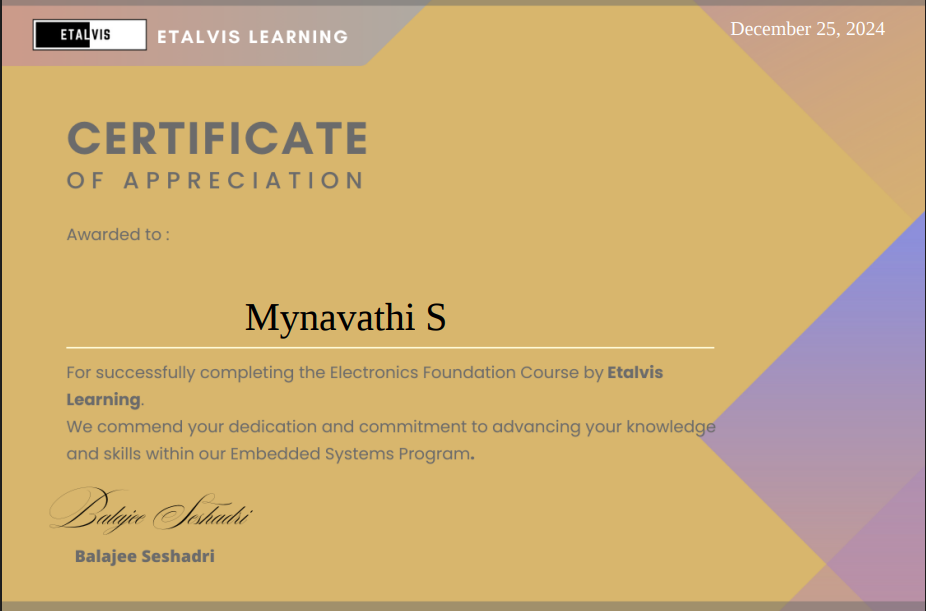 ETALVIS
ETALVIS LEARNING
December 25, 2024
CERTIFICATE
OF APPRECIATION
Awarded to :
Mynavathi S
For successfully completing the Electronics Foundation Course by Etalvis
Learning.
We commend your dedication and commitment to advancing your knowledge
and skills within our Embedded Systems Program.
Balajee Seshadri
Balajee Seshadri